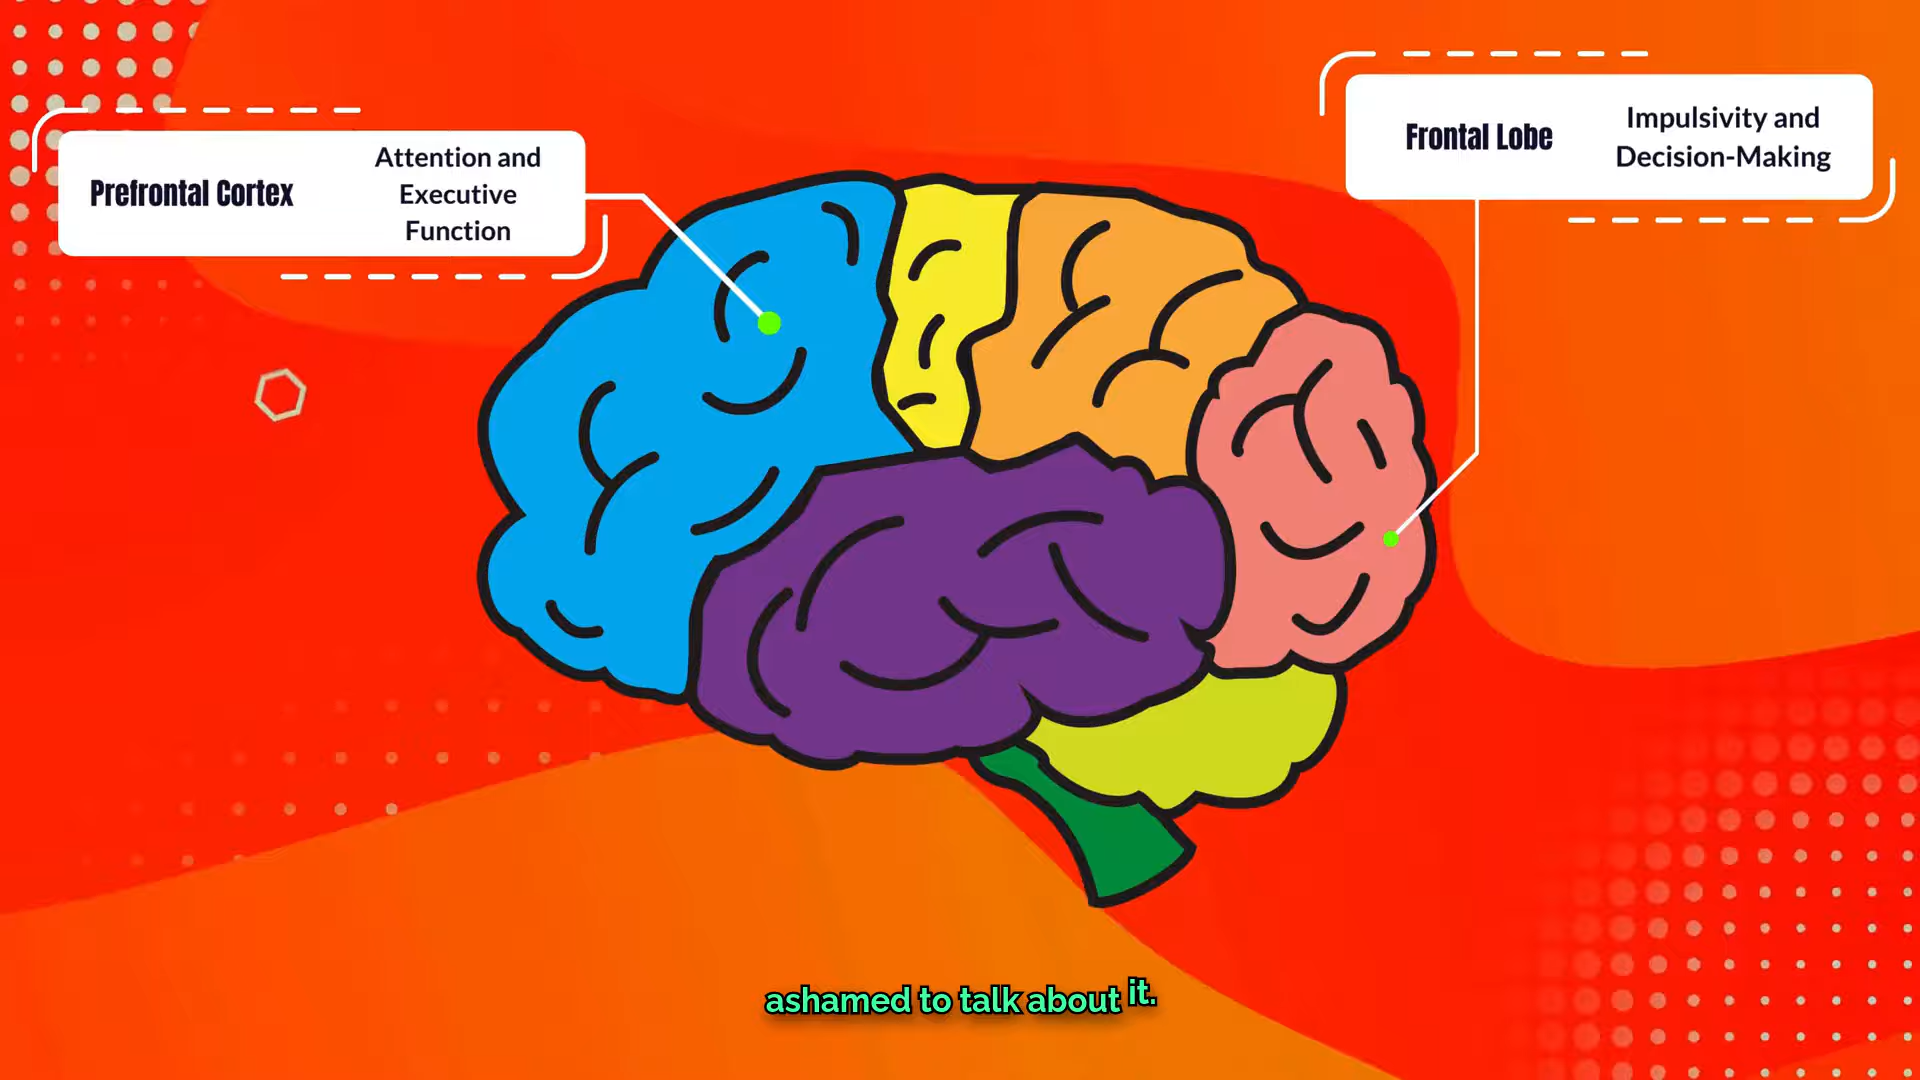 Prefrontal Cortex
Attention and
Executive
Function
Frontal Lobe
Impulsivity and
Decision-Making
ashamed to talk about it.